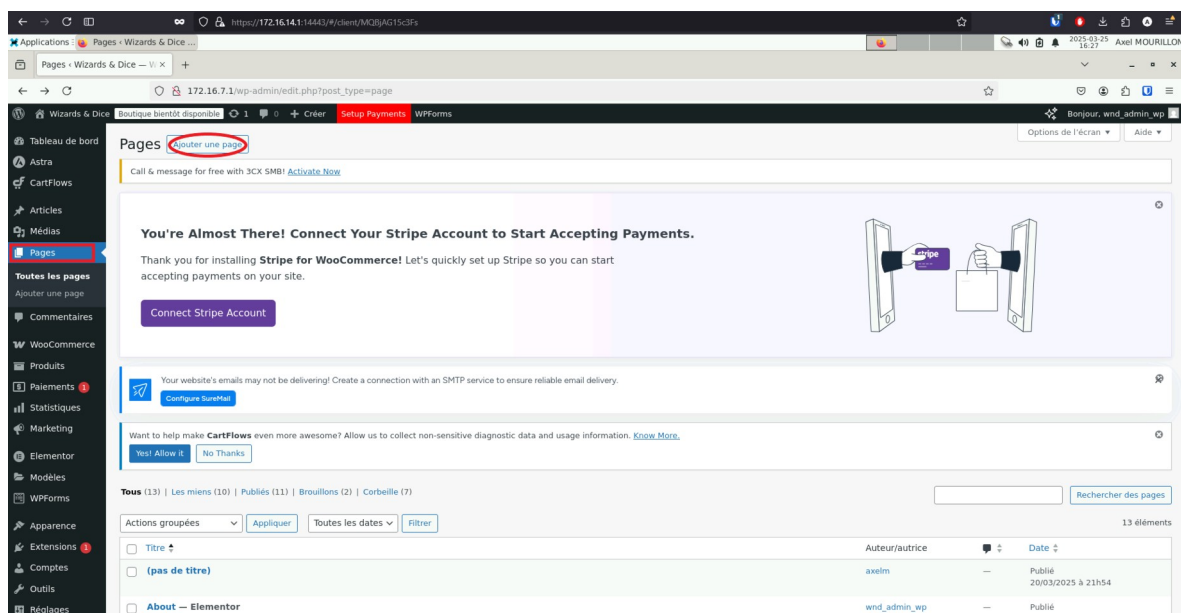 https://172.16.14.1:14443/#/client/MQBjAG15c3Fs
Applications Pages ‹ Wizards & Dice ... 2025-03-25 16:27 Axel MOURILLON
Pages ‹ Wizards & Dice — W × +
172.16.7.1/wp-admin/edit.php?post_type=page
Wizards & Dice Boutique bientôt disponible 1 0 + Créer Setup Payments WPForms Bonjour, wnd_admin_wp
Options de l'écran ▼ Aide ▼
Tableau de bord
Astra
CartFlows
Articles
Médias
Pages
Toutes les pages
Ajouter une page
Commentaires
WooCommerce
Produits
Paiements 1
Statistiques
Marketing
Elementor
Modèles
WPForms
Apparence
Extensions 1
Comptes
Outils
Réglages
Pages Ajouter une page
Call & message for free with 3CX SMB! Activate Now
You're Almost There! Connect Your Stripe Account to Start Accepting Payments.
Thank you for installing Stripe for WooCommerce! Let's quickly set up Stripe so you can start
accepting payments on your site.
Connect Stripe Account
stripe
Your website's emails may not be delivering! Create a connection with an SMTP service to ensure reliable email delivery.
Configure SureMail
Want to help make CartFlows even more awesome? Allow us to collect non-sensitive diagnostic data and usage information. Know More.
Yes! Allow it No Thanks
Tous (13) | Les miens (10) | Publiés (11) | Brouillons (2) | Corbeille (7)
Rechercher des pages
Actions groupées Appliquer Toutes les dates Filtrer 13 éléments
Titre Auteur/autrice Date
(pas de titre) axelm — Publié
20/03/2025 à 21h54
About — Elementor wnd_admin_wp — Publié